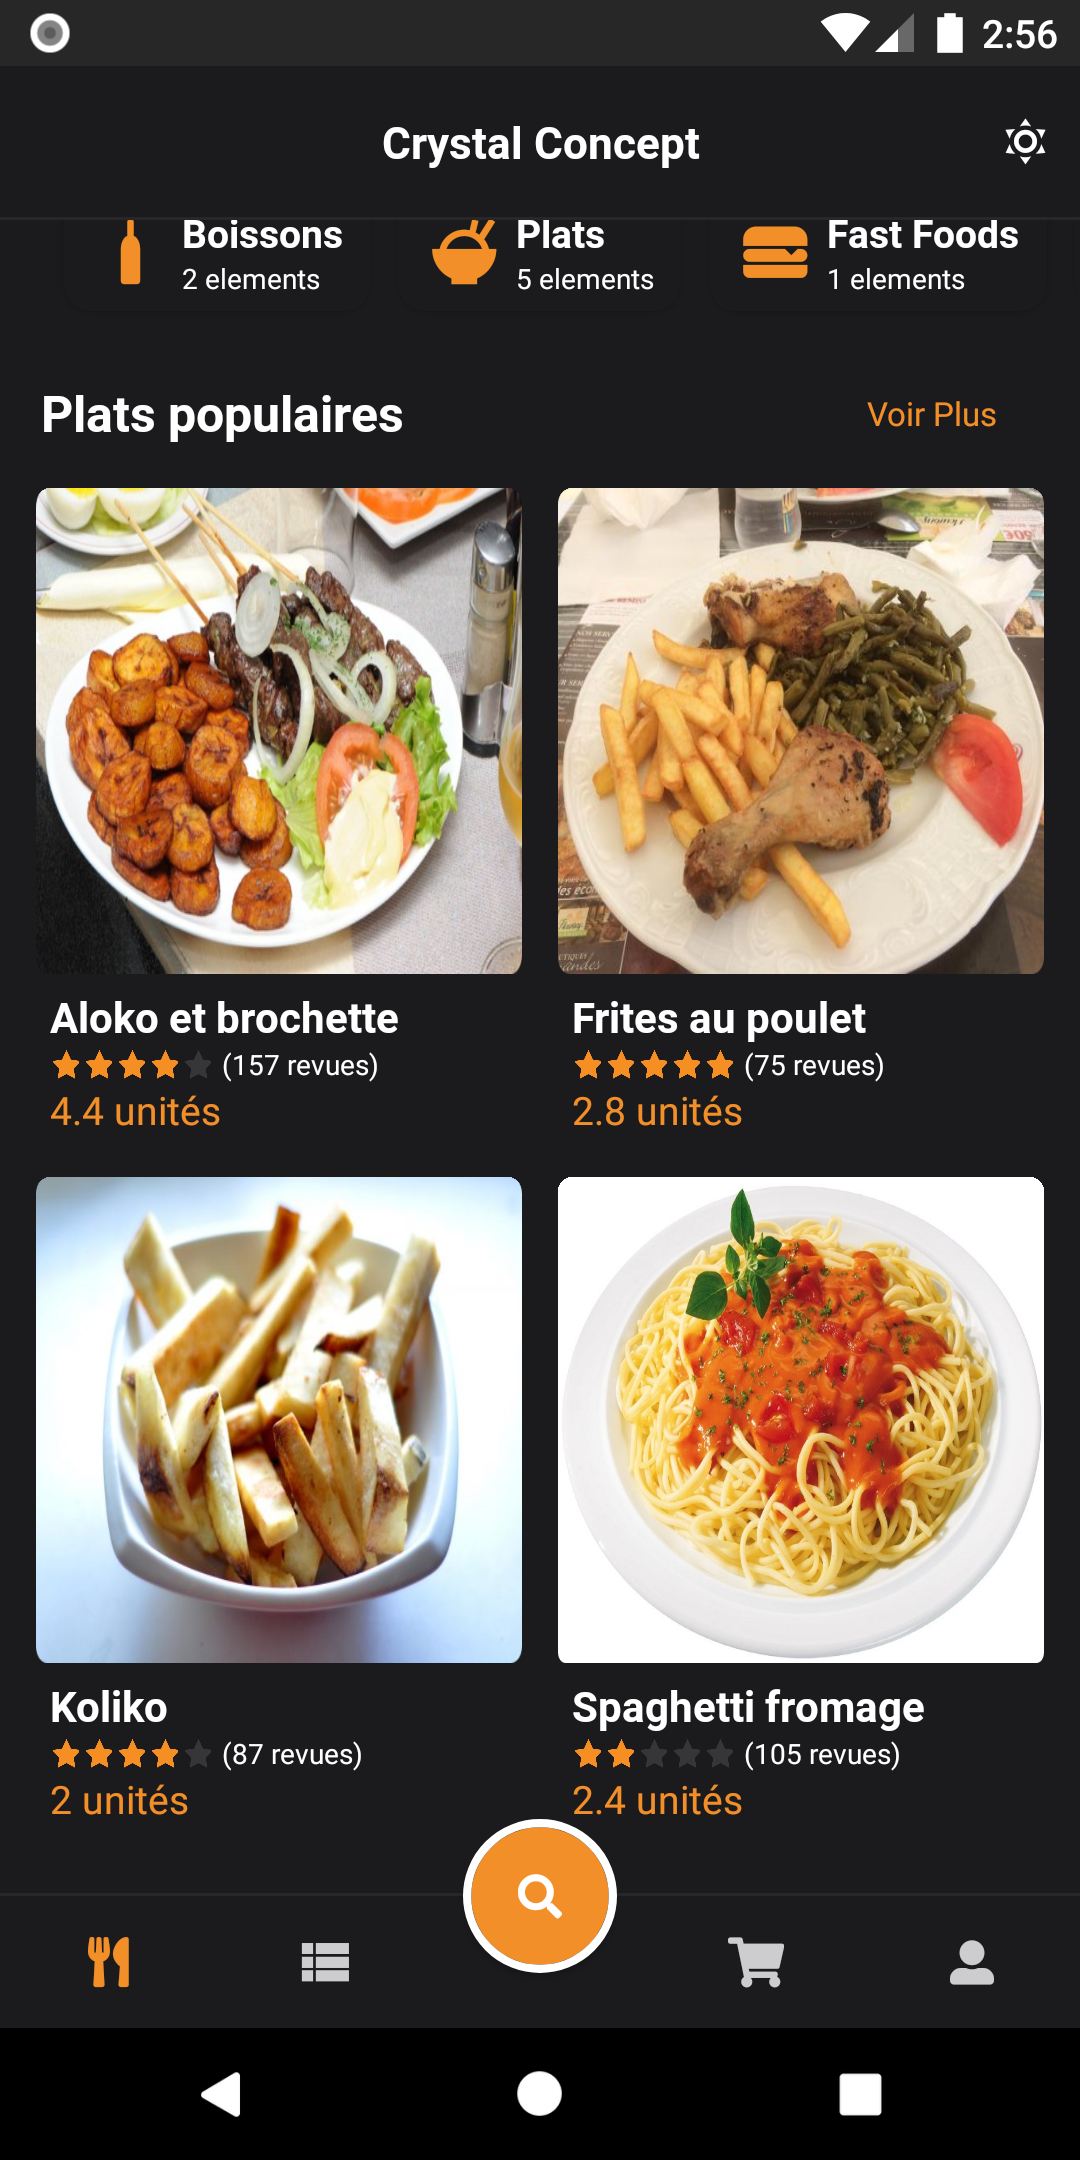 2:56
Crystal Concept
Boissons
2 elements
Plats
5 elements
Fast Foods
1 elements
Plats populaires
Voir Plus
Aloko et brochette
(157 revues)
4.4 unités
Frites au poulet
(75 revues)
2.8 unités
Koliko
(87 revues)
2 unités
Spaghetti fromage
(105 revues)
2.4 unités